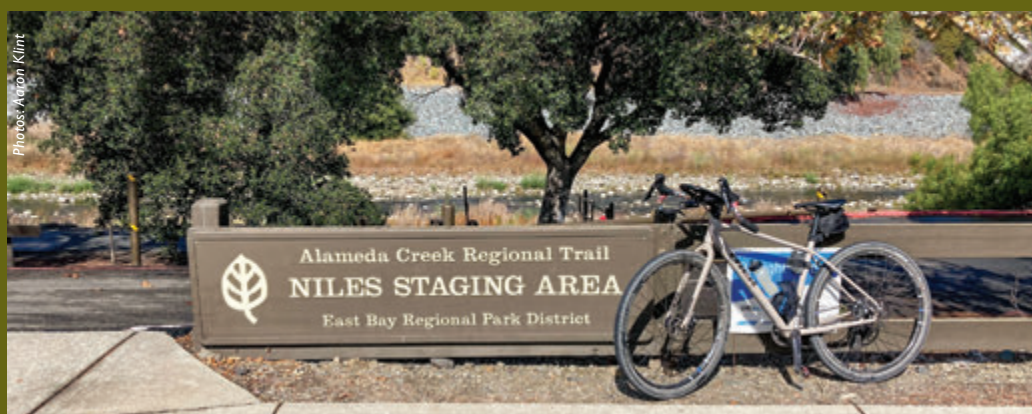 Photos: Aaron Klint
Alameda Creek Regional Trail
NILES STAGING AREA
East Bay Regional Park District